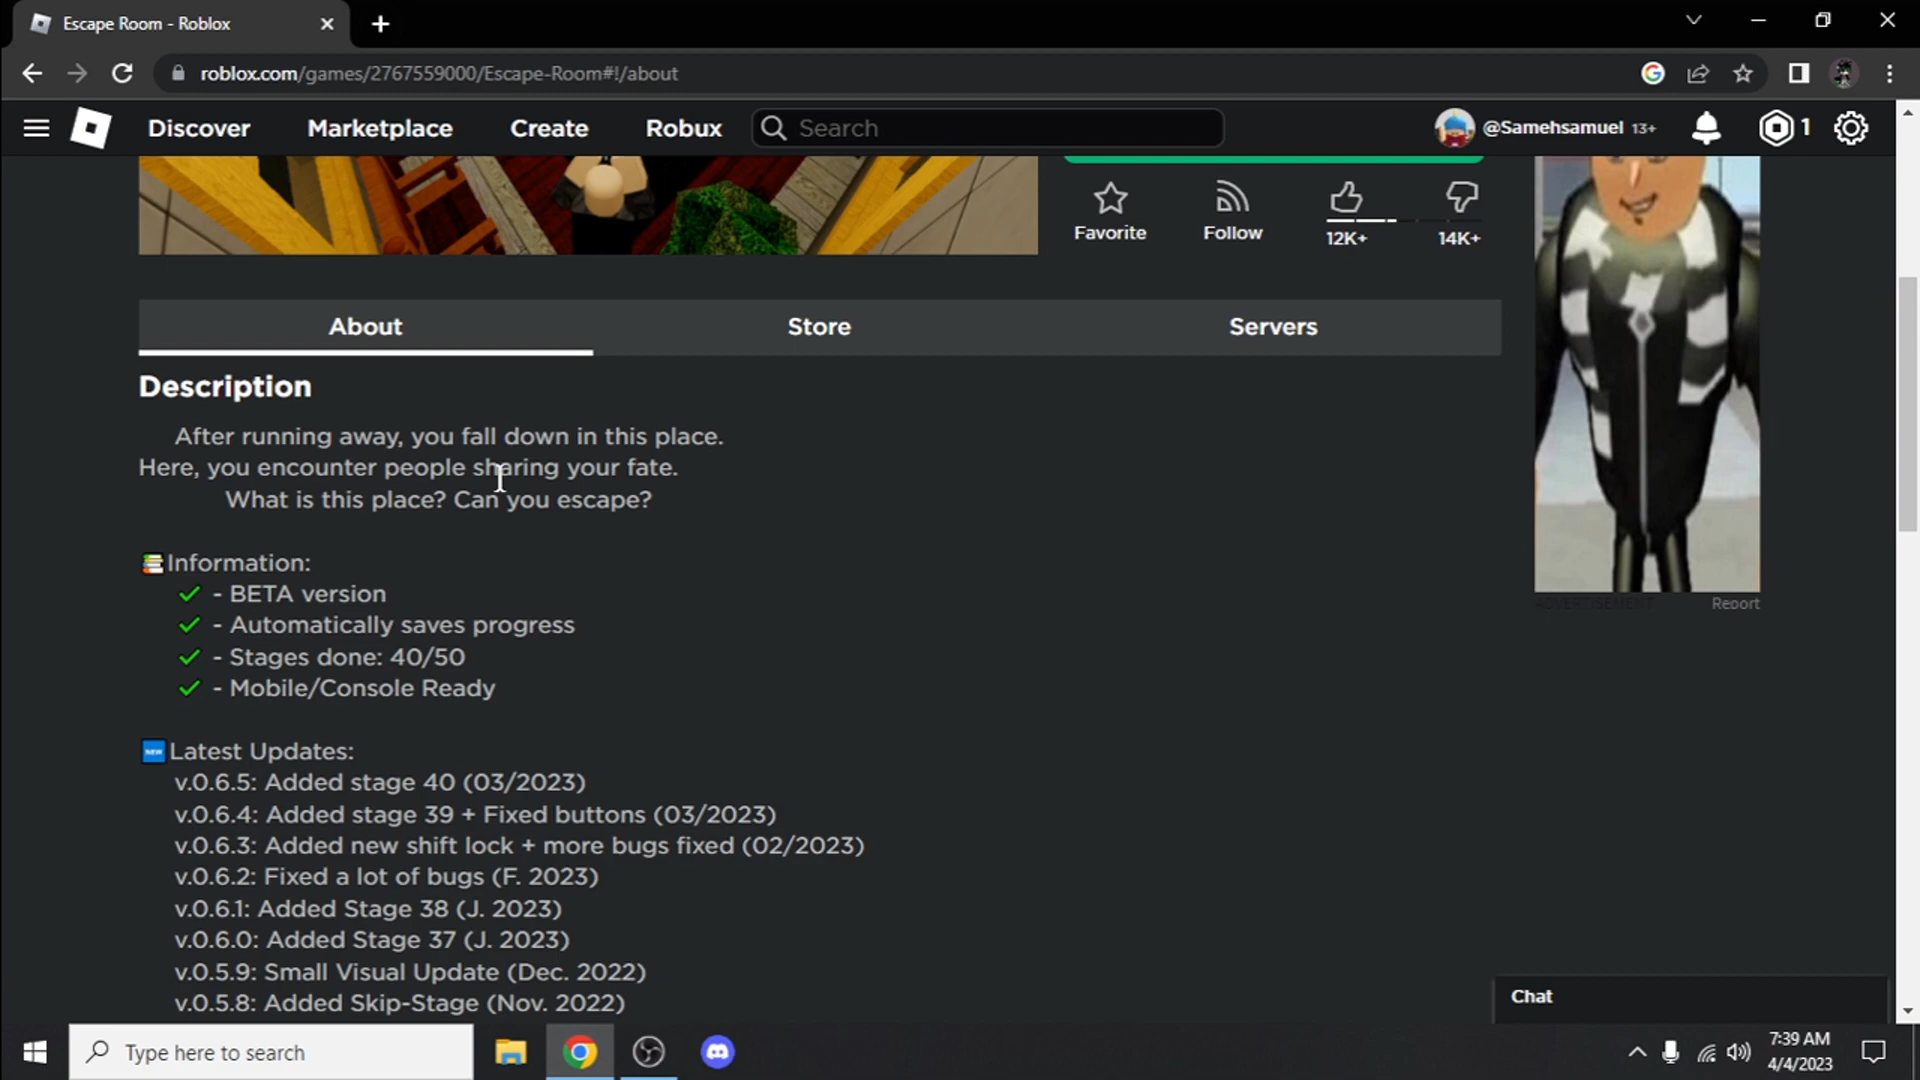 Escape Room - Roblox
roblox.com/games/2767559000/Escape-Room#!/about
Discover
Marketplace
Create
Robux
Search
@Samehsamuel 13+
1
Favorite
Follow
12K+
14K+
About
Store
Servers
Description
After running away, you fall down in this place.
Here, you encounter people sharing your fate.
What is this place? Can you escape?
Information:
✓ - BETA version
✓ - Automatically saves progress
✓ - Stages done: 40/50
✓ - Mobile/Console Ready
NEW Latest Updates:
v.0.6.5: Added stage 40 (03/2023)
v.0.6.4: Added stage 39 + Fixed buttons (03/2023)
v.0.6.3: Added new shift lock + more bugs fixed (02/2023)
v.0.6.2: Fixed a lot of bugs (F. 2023)
v.0.6.1: Added Stage 38 (J. 2023)
v.0.6.0: Added Stage 37 (J. 2023)
v.0.5.9: Small Visual Update (Dec. 2022)
v.0.5.8: Added Skip-Stage (Nov. 2022)
ADVERTISEMENT
Report
Chat
Type here to search
7:39 AM
4/4/2023